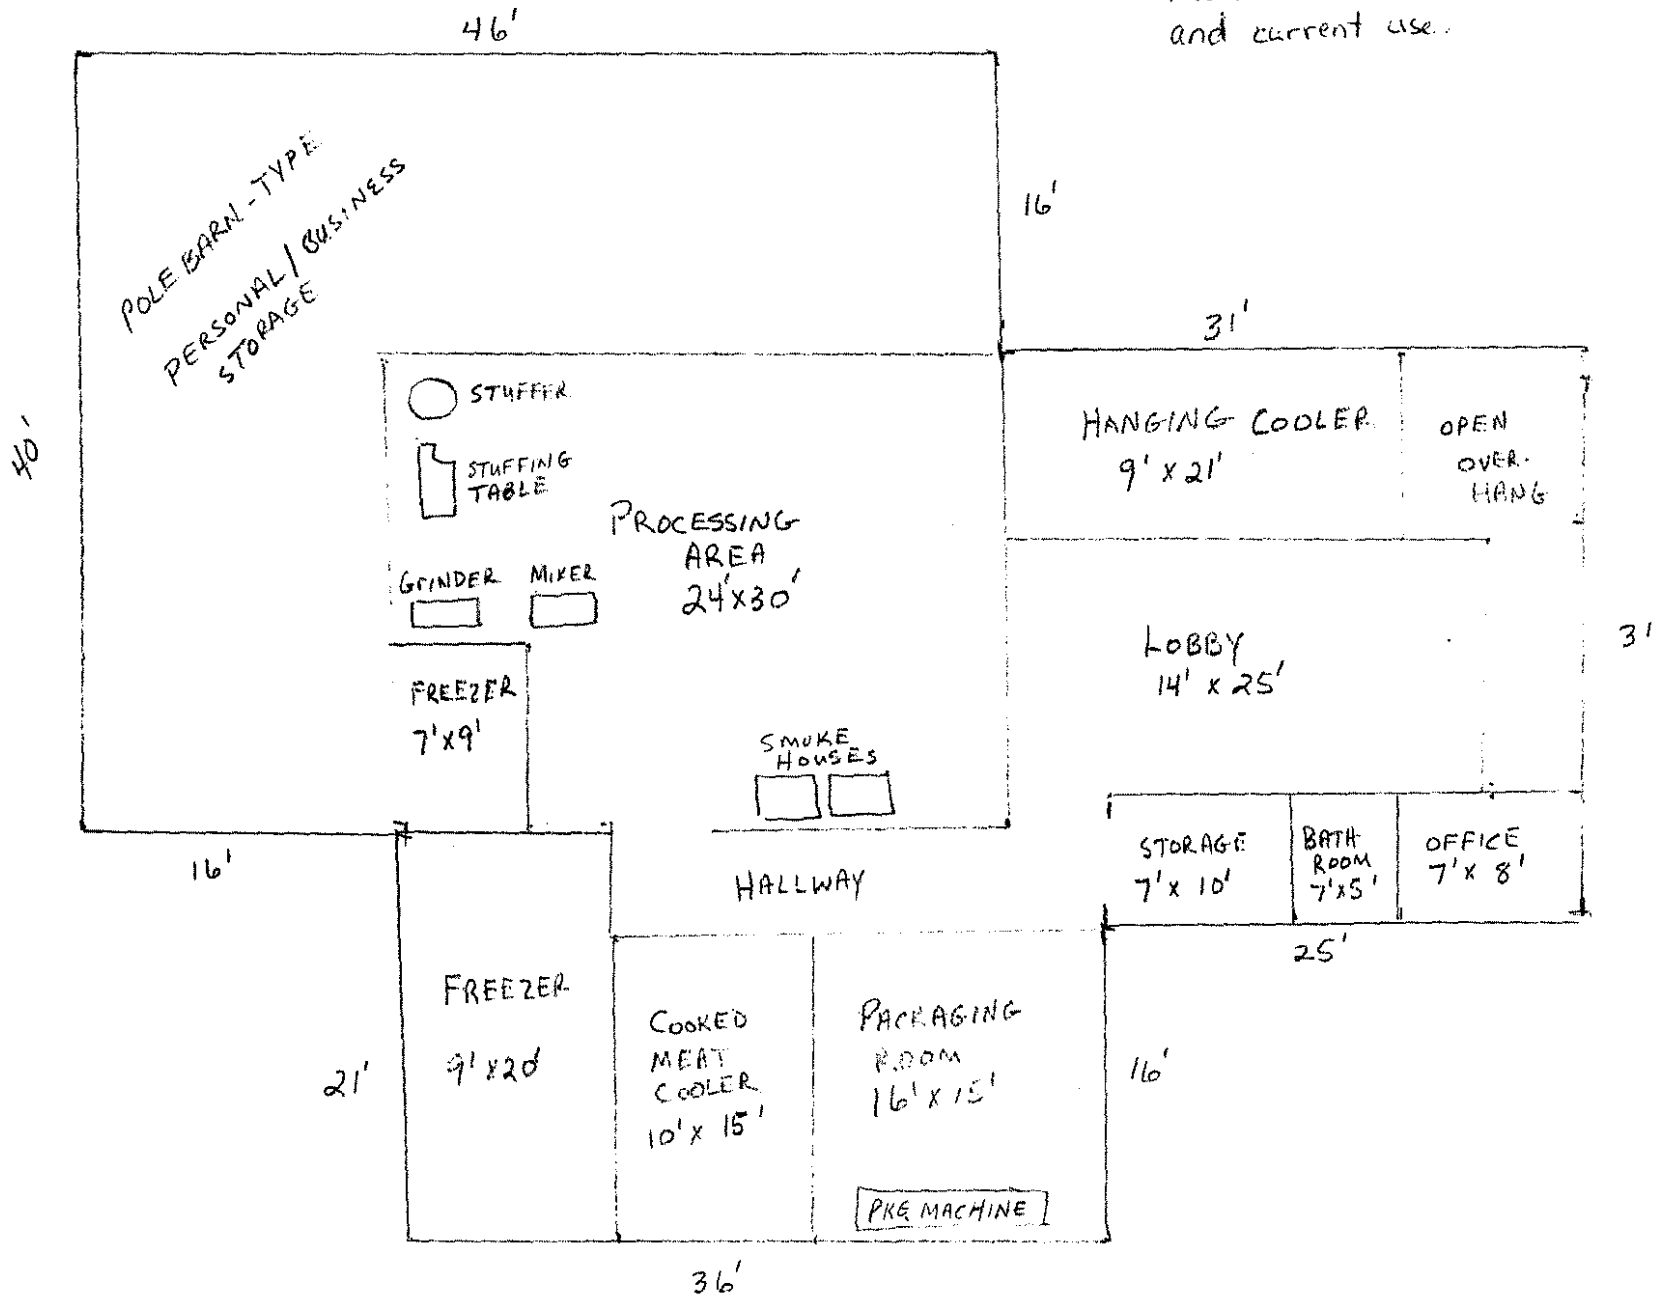 and current use..
46'
POLE BARN-TYPE
PERSONAL/BUSINESS
STORAGE
16'
40'
31'
STUFFER
STUFFING
TABLE
PROCESSING
AREA
24'x30'
GRINDER
MIXER
FREEZER
7'x9'
SMOKE
HOUSES
HANGING COOLER
9' x 21'
OPEN
OVER-
HANG
LOBBY
14' x 25'
3'
16'
HALLWAY
STORAGE
7' x 10'
BATH
ROOM
7'x5'
OFFICE
7' x 8'
25'
FREEZER
9'x20'
21'
COOKED
MEAT
COOLER
10' x 15'
PACKAGING
ROOM
16' x 15'
16'
PKG MACHINE
36'